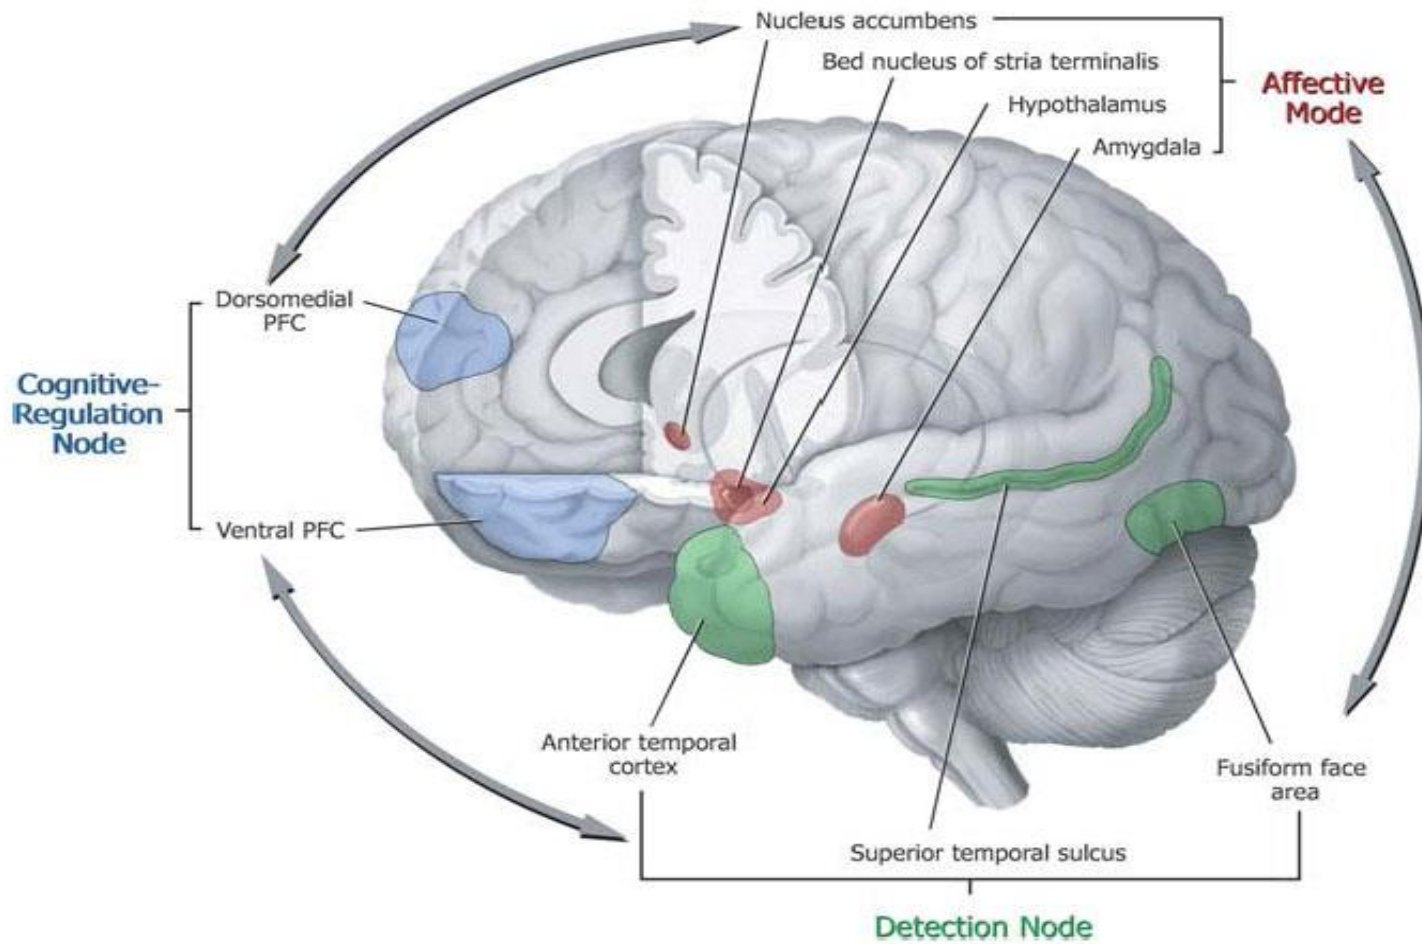 Nucleus accumbens
Bed nucleus of stria terminalis
Hypothalamus
Amygdala
Affective
Mode
Dorsomedial
PFC
Cognitive-
Regulation
Node
Ventral PFC
Anterior temporal
cortex
Fusiform face
area
Superior temporal sulcus
Detection Node